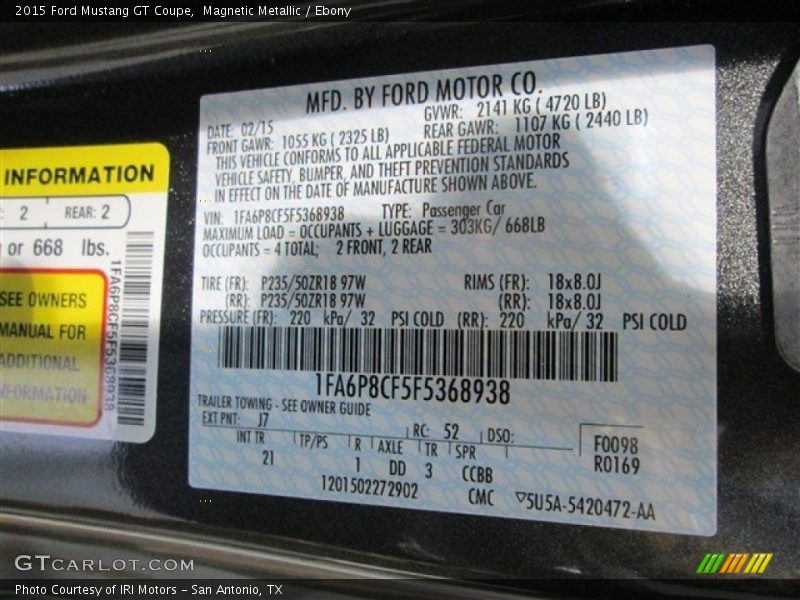 2015 Ford Mustang GT Coupe, Magnetic Metallic / Ebony
INFORMATION
: 2 REAR: 2
or 668 lbs.
SEE OWNERS
MANUAL FOR
ADDITIONAL
INFORMATION
1FA6P8CF5F5368938
MFD. BY FORD MOTOR CO.
DATE: 02/15 GVWR: 2141 KG ( 4720 LB)
FRONT GAWR: 1055 KG ( 2325 LB) REAR GAWR: 1107 KG ( 2440 LB)
THIS VEHICLE CONFORMS TO ALL APPLICABLE FEDERAL MOTOR
VEHICLE SAFETY, BUMPER, AND THEFT PREVENTION STANDARDS
IN EFFECT ON THE DATE OF MANUFACTURE SHOWN ABOVE.
VIN: 1FA6P8CF5F5368938 TYPE: Passenger Car
MAXIMUM LOAD = OCCUPANTS + LUGGAGE = 303KG/ 668LB
OCCUPANTS = 4 TOTAL; 2 FRONT, 2 REAR
TIRE (FR): P235/50ZR18 97W RIMS (FR): 18x8.0J
(RR): P235/50ZR18 97W (RR): 18x8.0J
PRESSURE (FR): 220 kPa/ 32 PSI COLD (RR): 220 kPa/ 32 PSI COLD
1FA6P8CF5F5368938
TRAILER TOWING - SEE OWNER GUIDE
EXT PNT: J7 RC: 52 DSO:
INT TR TP/PS R AXLE TR SPR F0098
21 1 DD 3 CCBB R0169
1201502272902 CMC ▽5U5A-5420472-AA
GTCARLOT.COM
Photo Courtesy of IRI Motors – San Antonio, TX